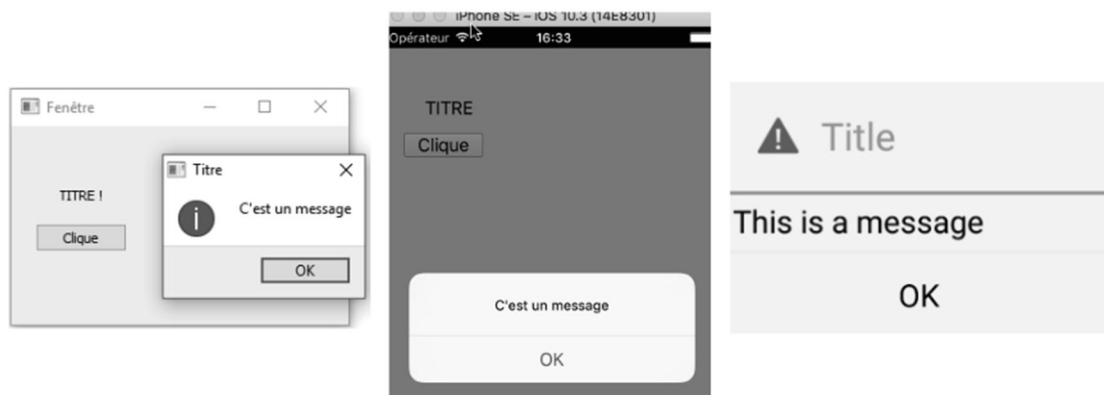 Fenêtre
TITRE !
Clique
Titre
C'est un message
OK
iPhone SE – iOS 10.3 (14E8301)
Opérateur 16:33
TITRE
Clique
C'est un message
OK
Title
This is a message
OK